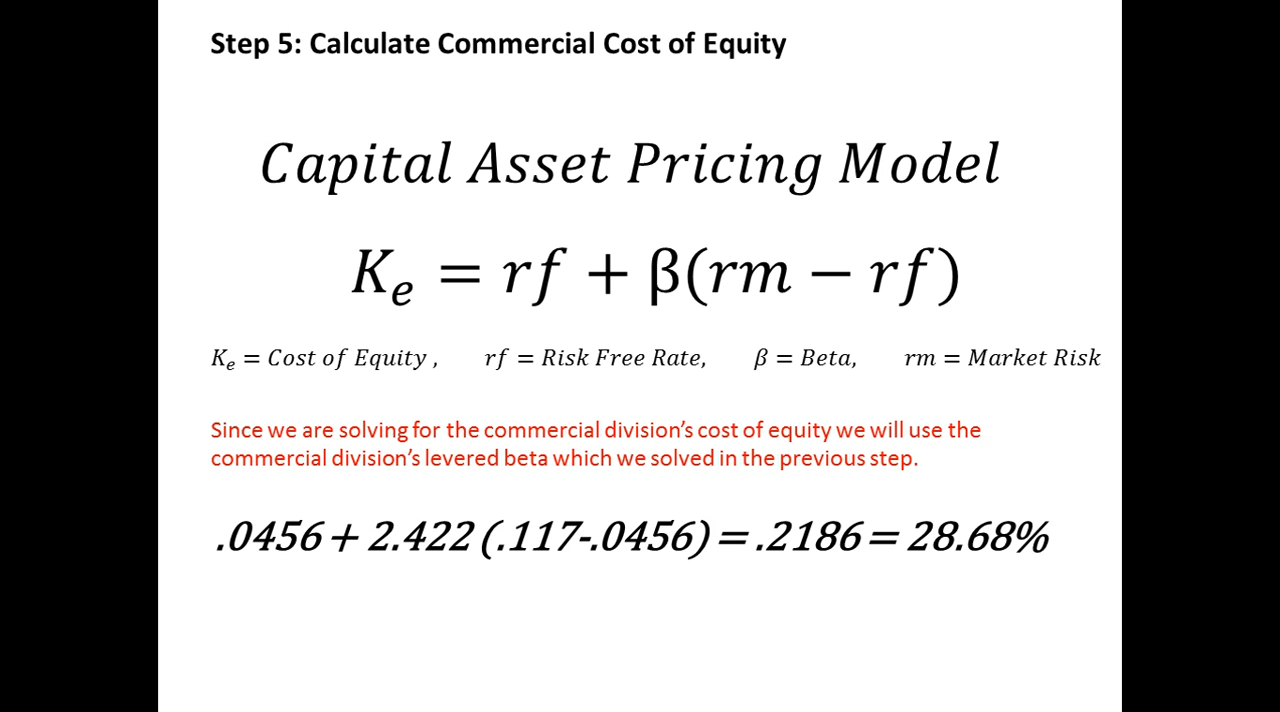 Step 5: Calculate Commercial Cost of Equity
Capital Asset Pricing Model
Kₑ = rf + β(rm − rf)
Kₑ = Cost of Equity , rf = Risk Free Rate, β = Beta, rm = Market Risk
Since we are solving for the commercial division’s cost of equity we will use the
commercial division’s levered beta which we solved in the previous step.
.0456 + 2.422 (.117-.0456) = .2186 = 28.68%